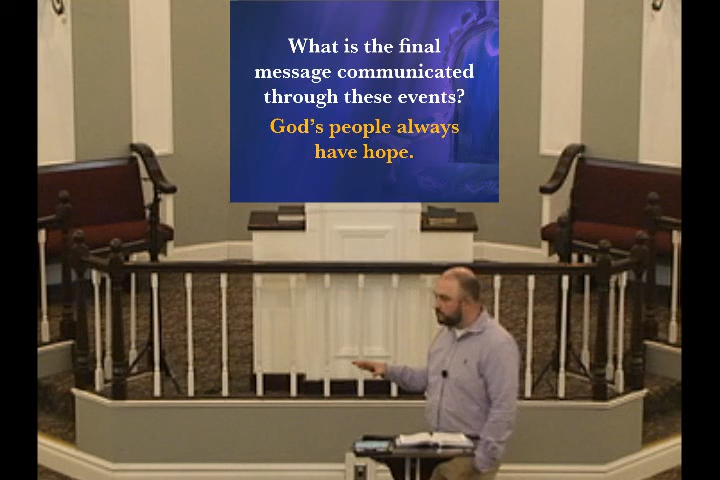 What is the final
message communicated
through these events?
God's people always
have hope.